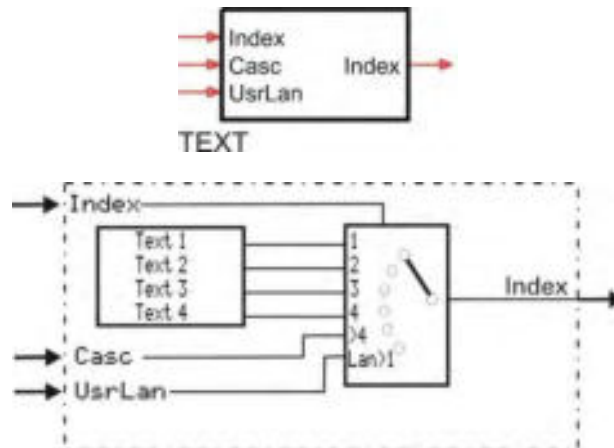 Index
Casc Index
UsrLan
TEXT
Index
Text 1 1
Text 2 2
Text 3 3
Text 4 4
Index
>4
Casc
Lan>1
UsrLan